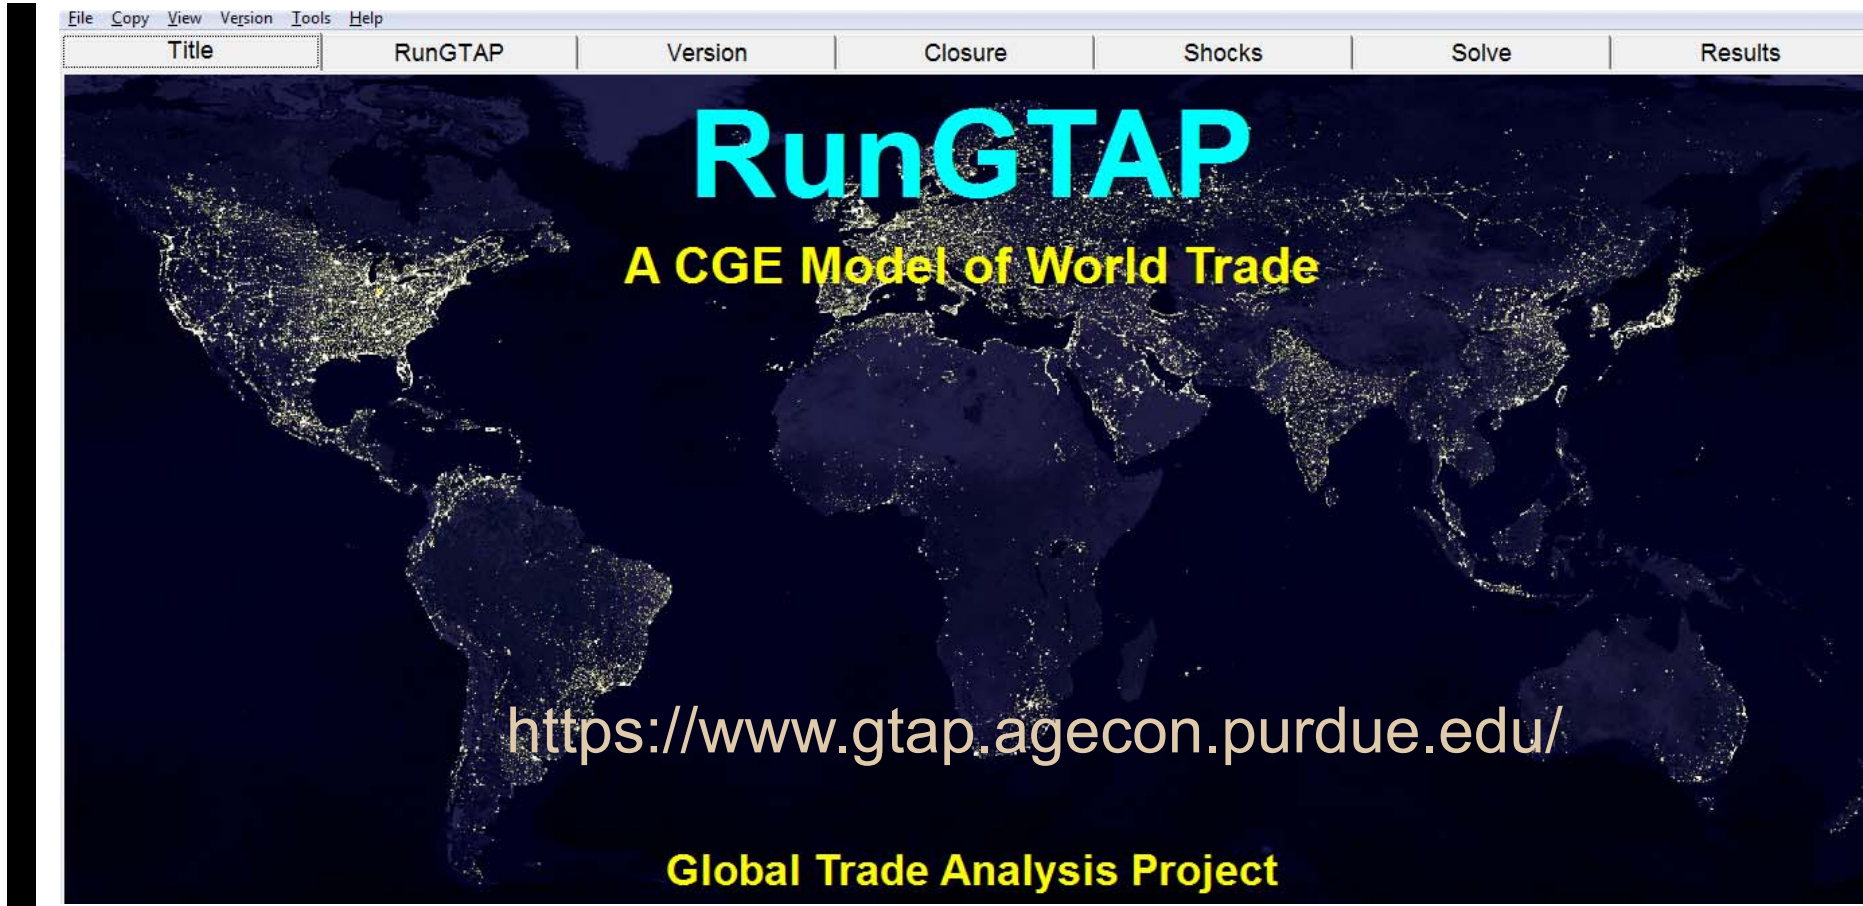 File Copy View Version Tools Help
Title RunGTAP Version Closure Shocks Solve Results
RunGTAP
A CGE Model of World Trade
https://www.gtap.agecon.purdue.edu/
Global Trade Analysis Project